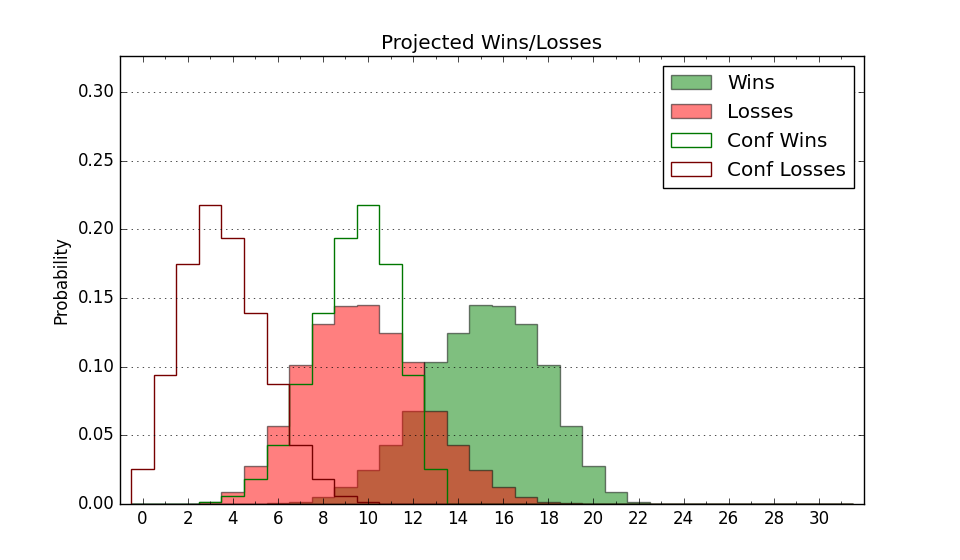 Projected Wins/Losses
Probability
0.30
0.25
0.20
0.15
0.10
0.05
0.00
0 2 4 6 8 10 12 14 16 18 20 22 24 26 28 30
Wins
Losses
Conf Wins
Conf Losses